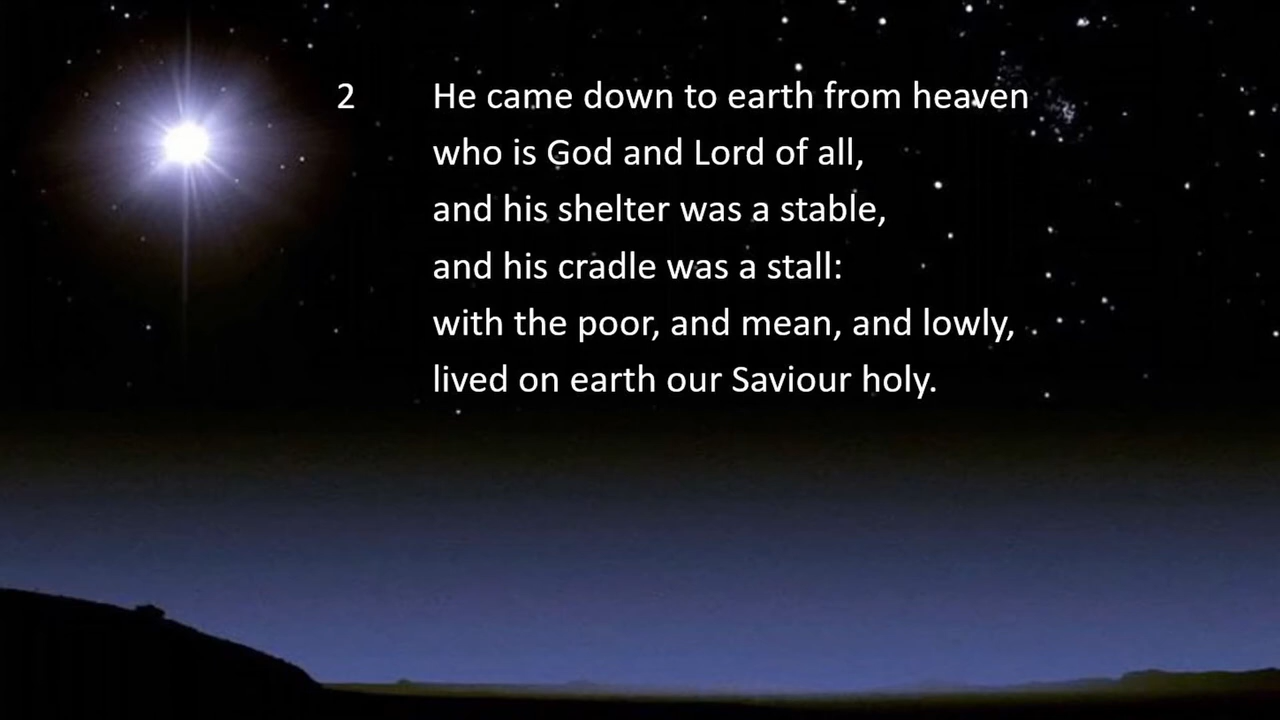 2 He came down to earth from heaven
who is God and Lord of all,
and his shelter was a stable,
and his cradle was a stall:
with the poor, and mean, and lowly,
lived on earth our Saviour holy.